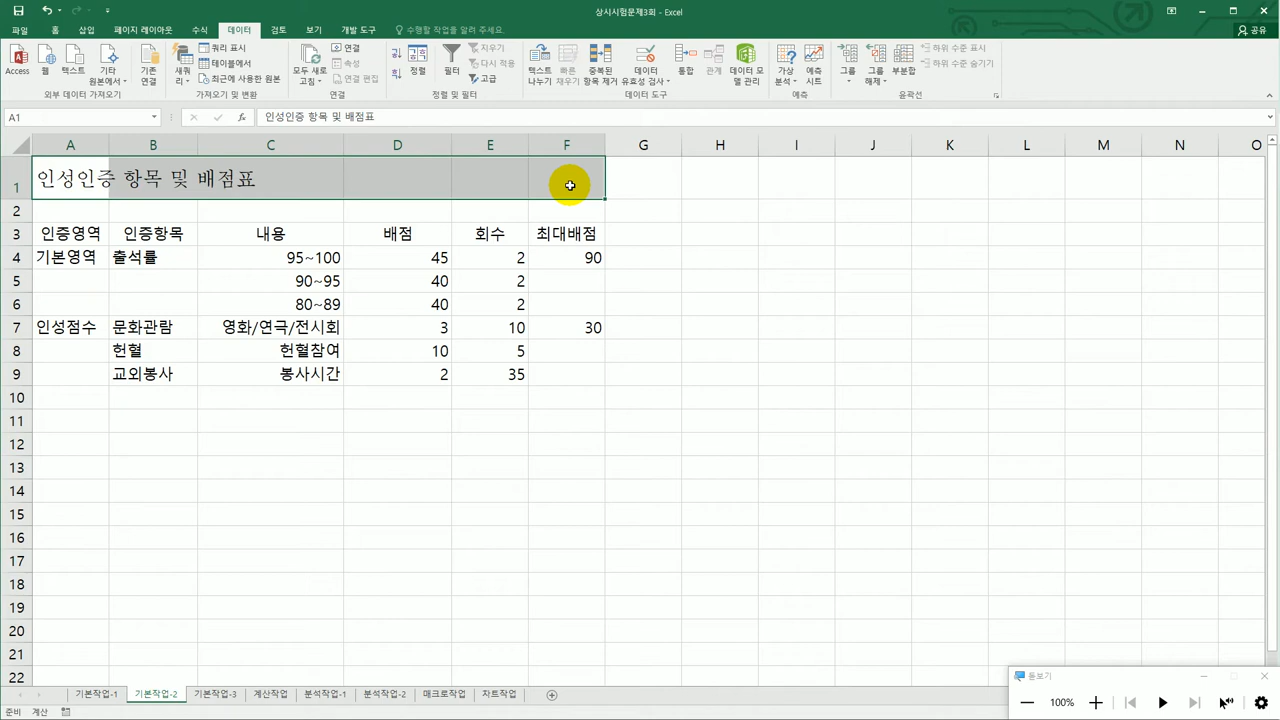 상시시험문제3회 - Excel
파일 홈 삽입 페이지 레이아웃 수식 데이터 검토 보기 개발 도구 수행할 작업을 알려 주세요. 공유
Access 웹 텍스트 기타 원본에서 기존 연결 새 쿼리 쿼리 표시 테이블에서 최근에 사용한 원본 모두 새로 고침 연결 속성 연결 편집 정렬 필터 지우기 다시 적용 고급 텍스트 나누기 빠른 채우기 중복된 항목 제거 데이터 유효성 검사 통합 관계 데이터 모델 관리 가상 분석 예측 시트 그룹 그룹 해제 부분합 하위 수준 표시 하위 수준 숨기기
외부 데이터 가져오기 가져오기 및 변환 연결 정렬 및 필터 데이터 도구 예측 윤곽선
A1 fx 인성인증 항목 및 배점표
A B C D E F G H I J K L M N O
1 인성인증 항목 및 배점표
2
3 인증영역 인증항목 내용 배점 회수 최대배점
4 기본영역 출석률 95~100 45 2 90
5 90~95 40 2
6 80~89 40 2
7 인성점수 문화관람 영화/연극/전시회 3 10 30
8 헌혈 헌혈참여 10 5
9 교외봉사 봉사시간 2 35
10
11
12
13
14
15
16
17
18
19
20
21
22
기본작업-1 기본작업-2 기본작업-3 계산작업 분석작업-1 분석작업-2 매크로작업 차트작업
준비 계산
돋보기
100%